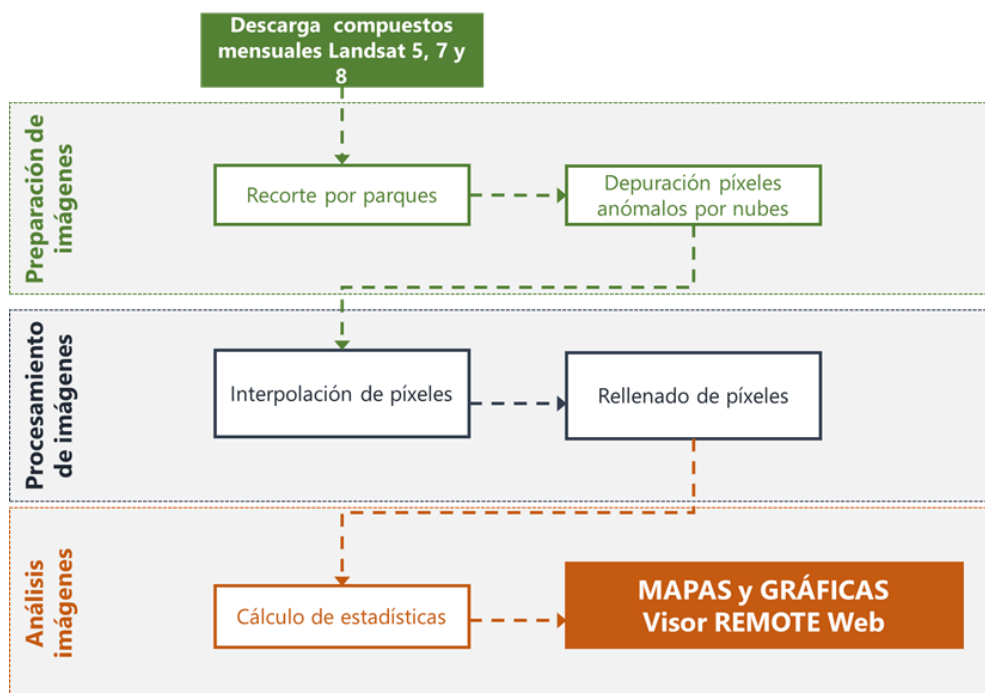 Descarga compuestos
mensuales Landsat 5, 7 y
8
Preparación de
imágenes
Recorte por parques
Depuración píxeles
anómalos por nubes
Procesamiento
de imágenes
Interpolación de píxeles
Rellenado de píxeles
Análisis
imágenes
Cálculo de estadísticas
MAPAS y GRÁFICAS
Visor REMOTE Web